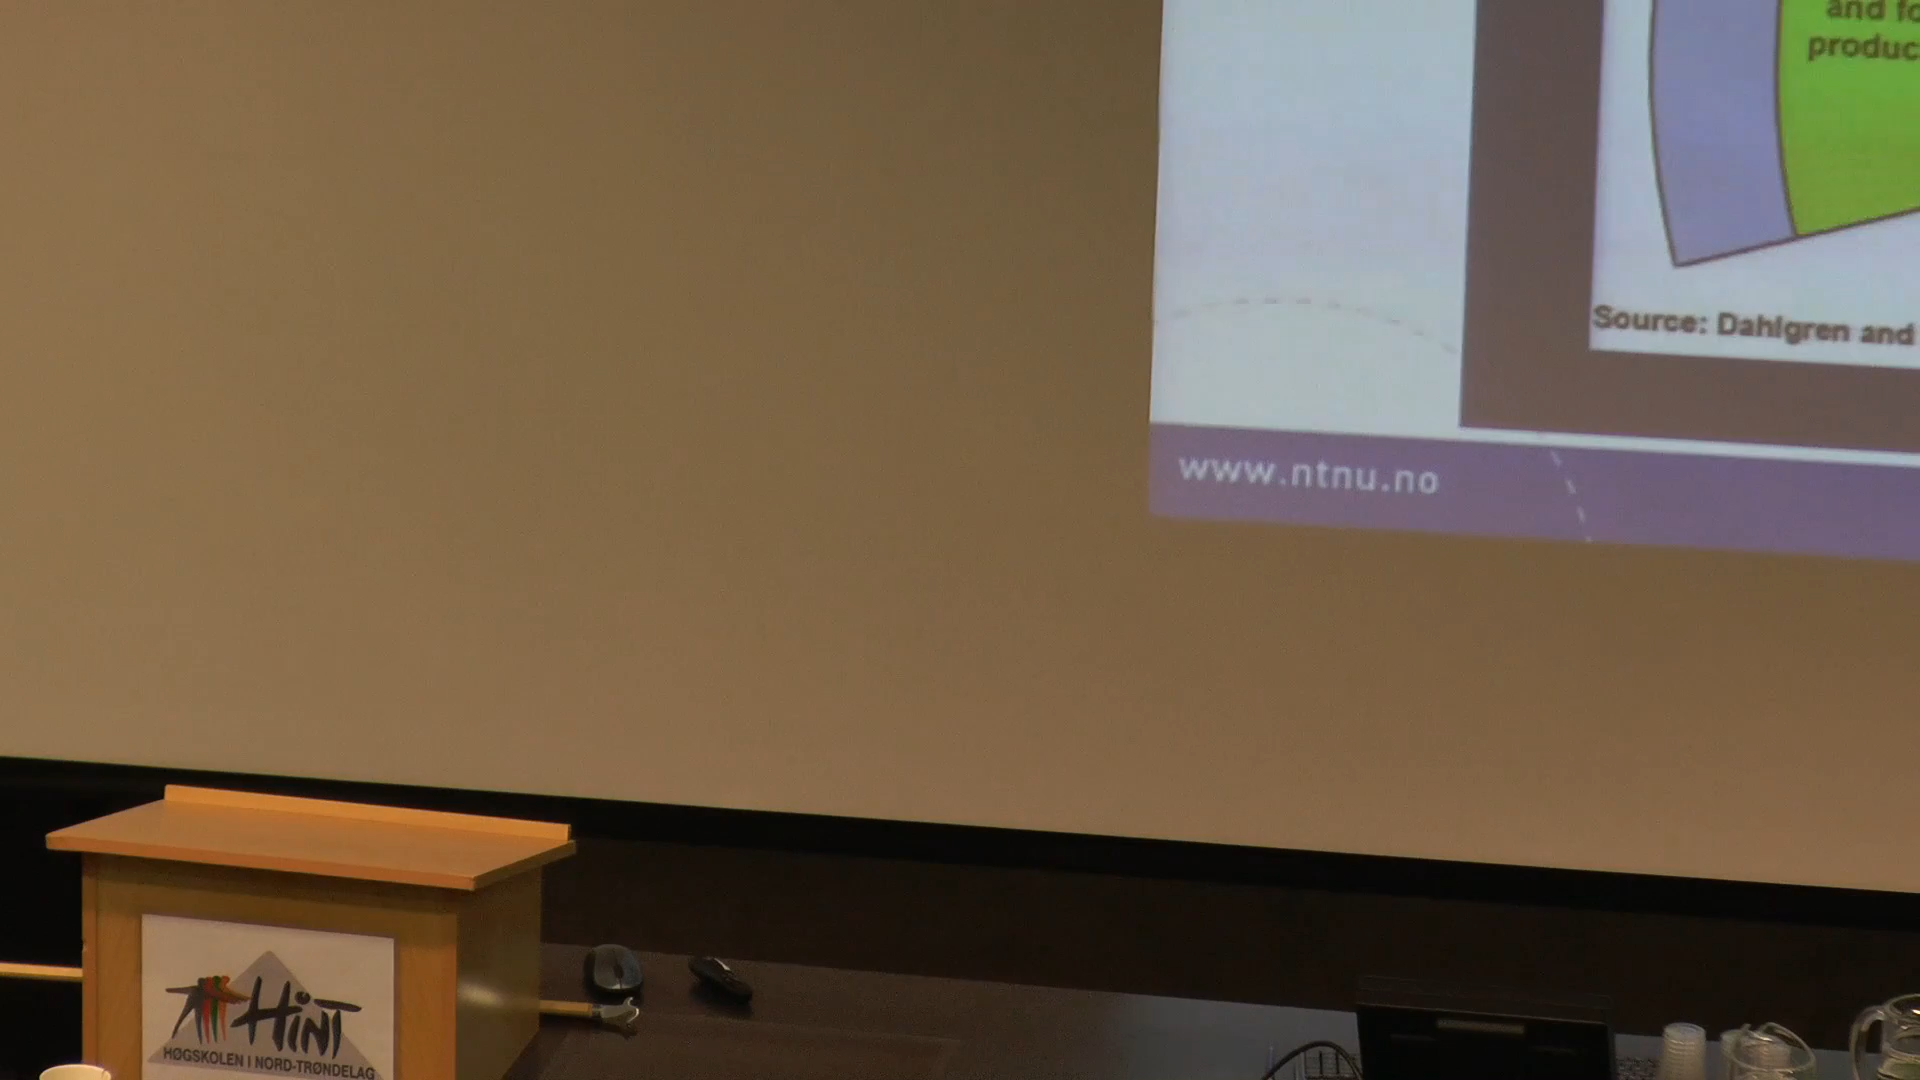 and fo
produc
Source: Dahlgren and
www.ntnu.no
HiNT
HØGSKOLEN I NORD-TRØNDELAG